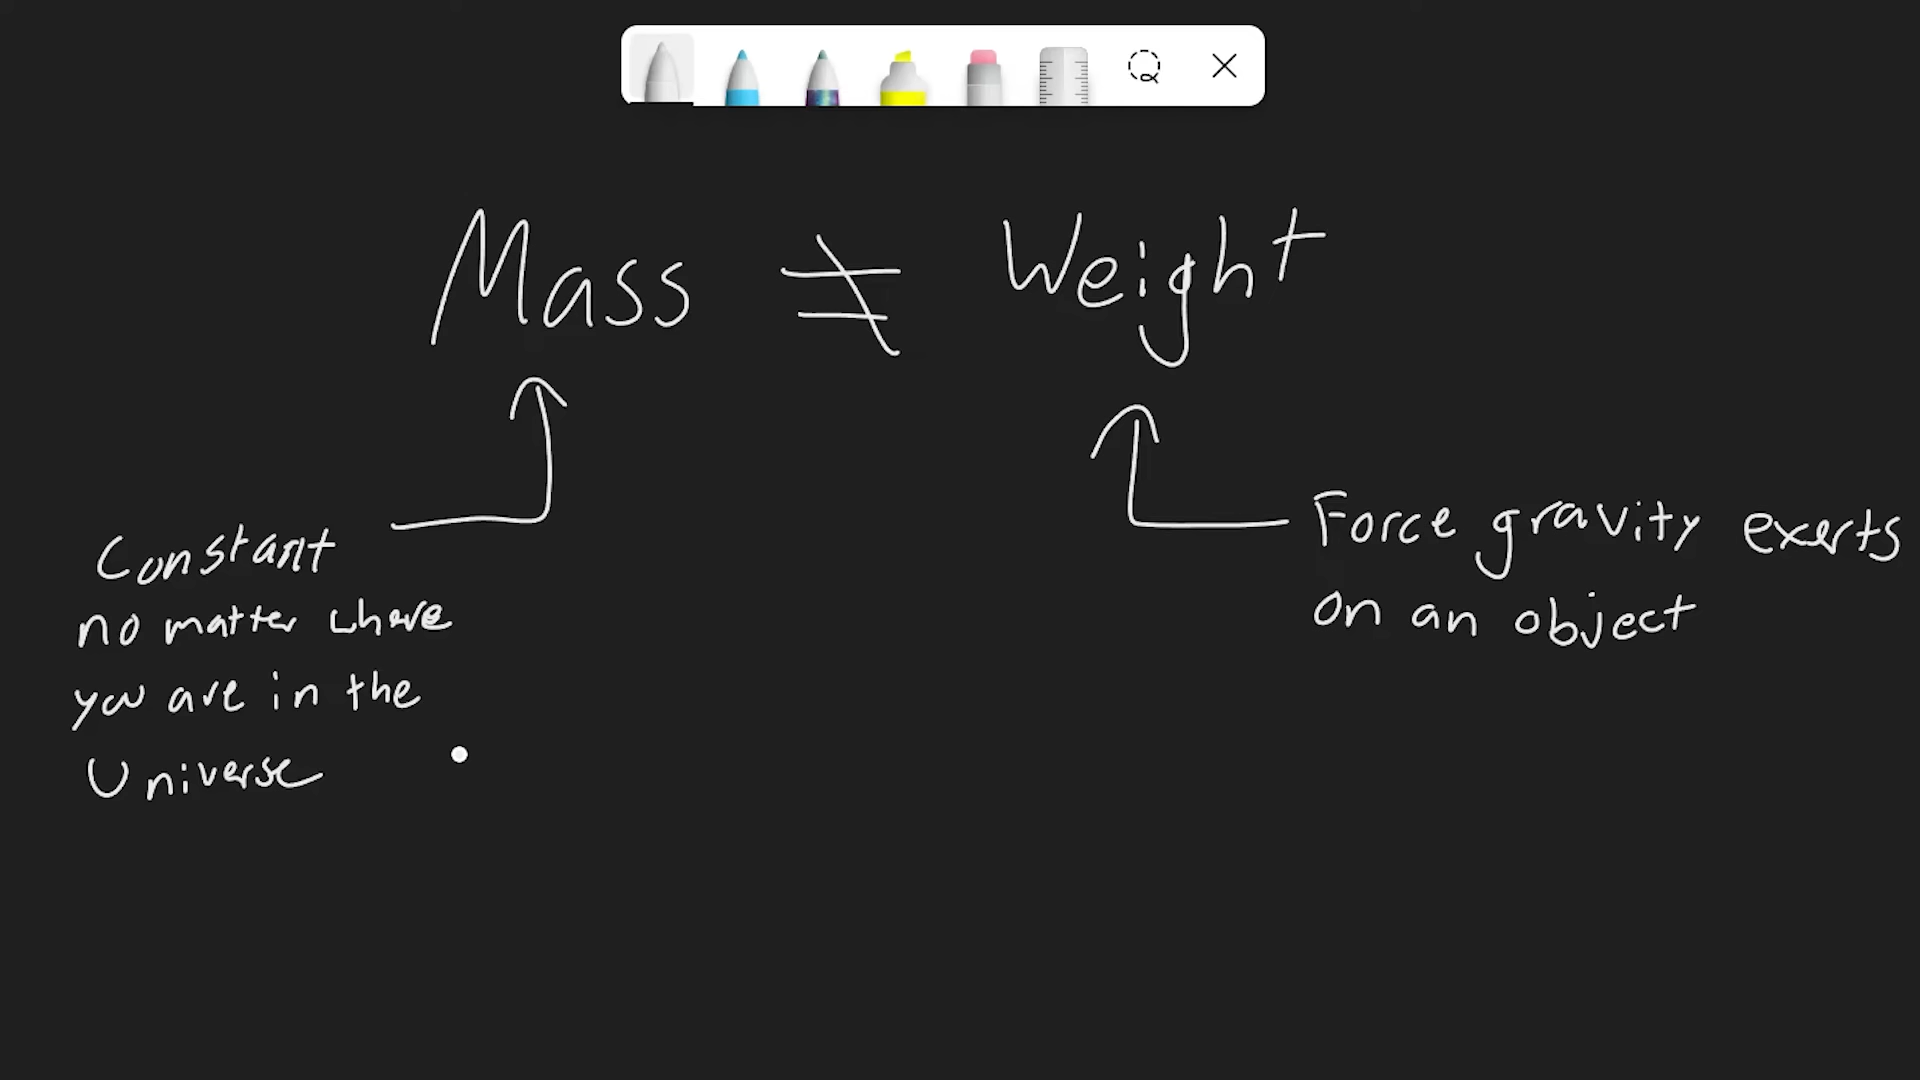 Mass ≠ Weight
Constant
no matter where
you are in the
Universe
Force gravity exerts
on an object